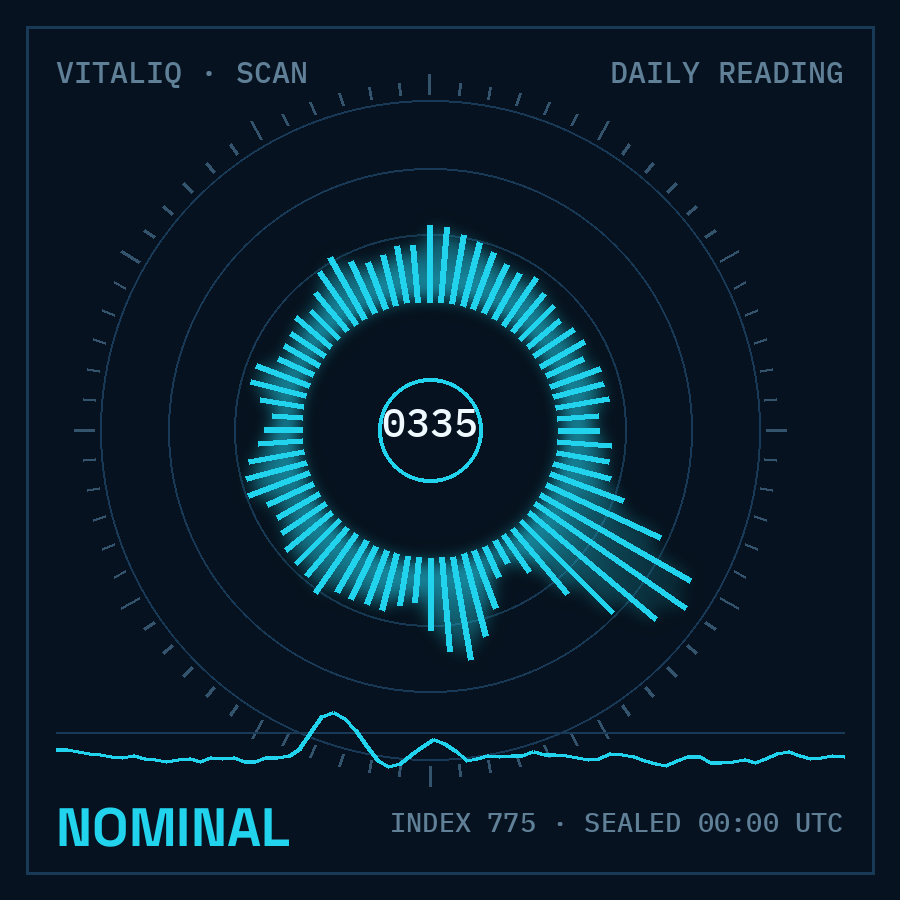 VITALIQ · SCAN
DAILY READING
0335
NOMINAL
INDEX 775 · SEALED 00:00 UTC